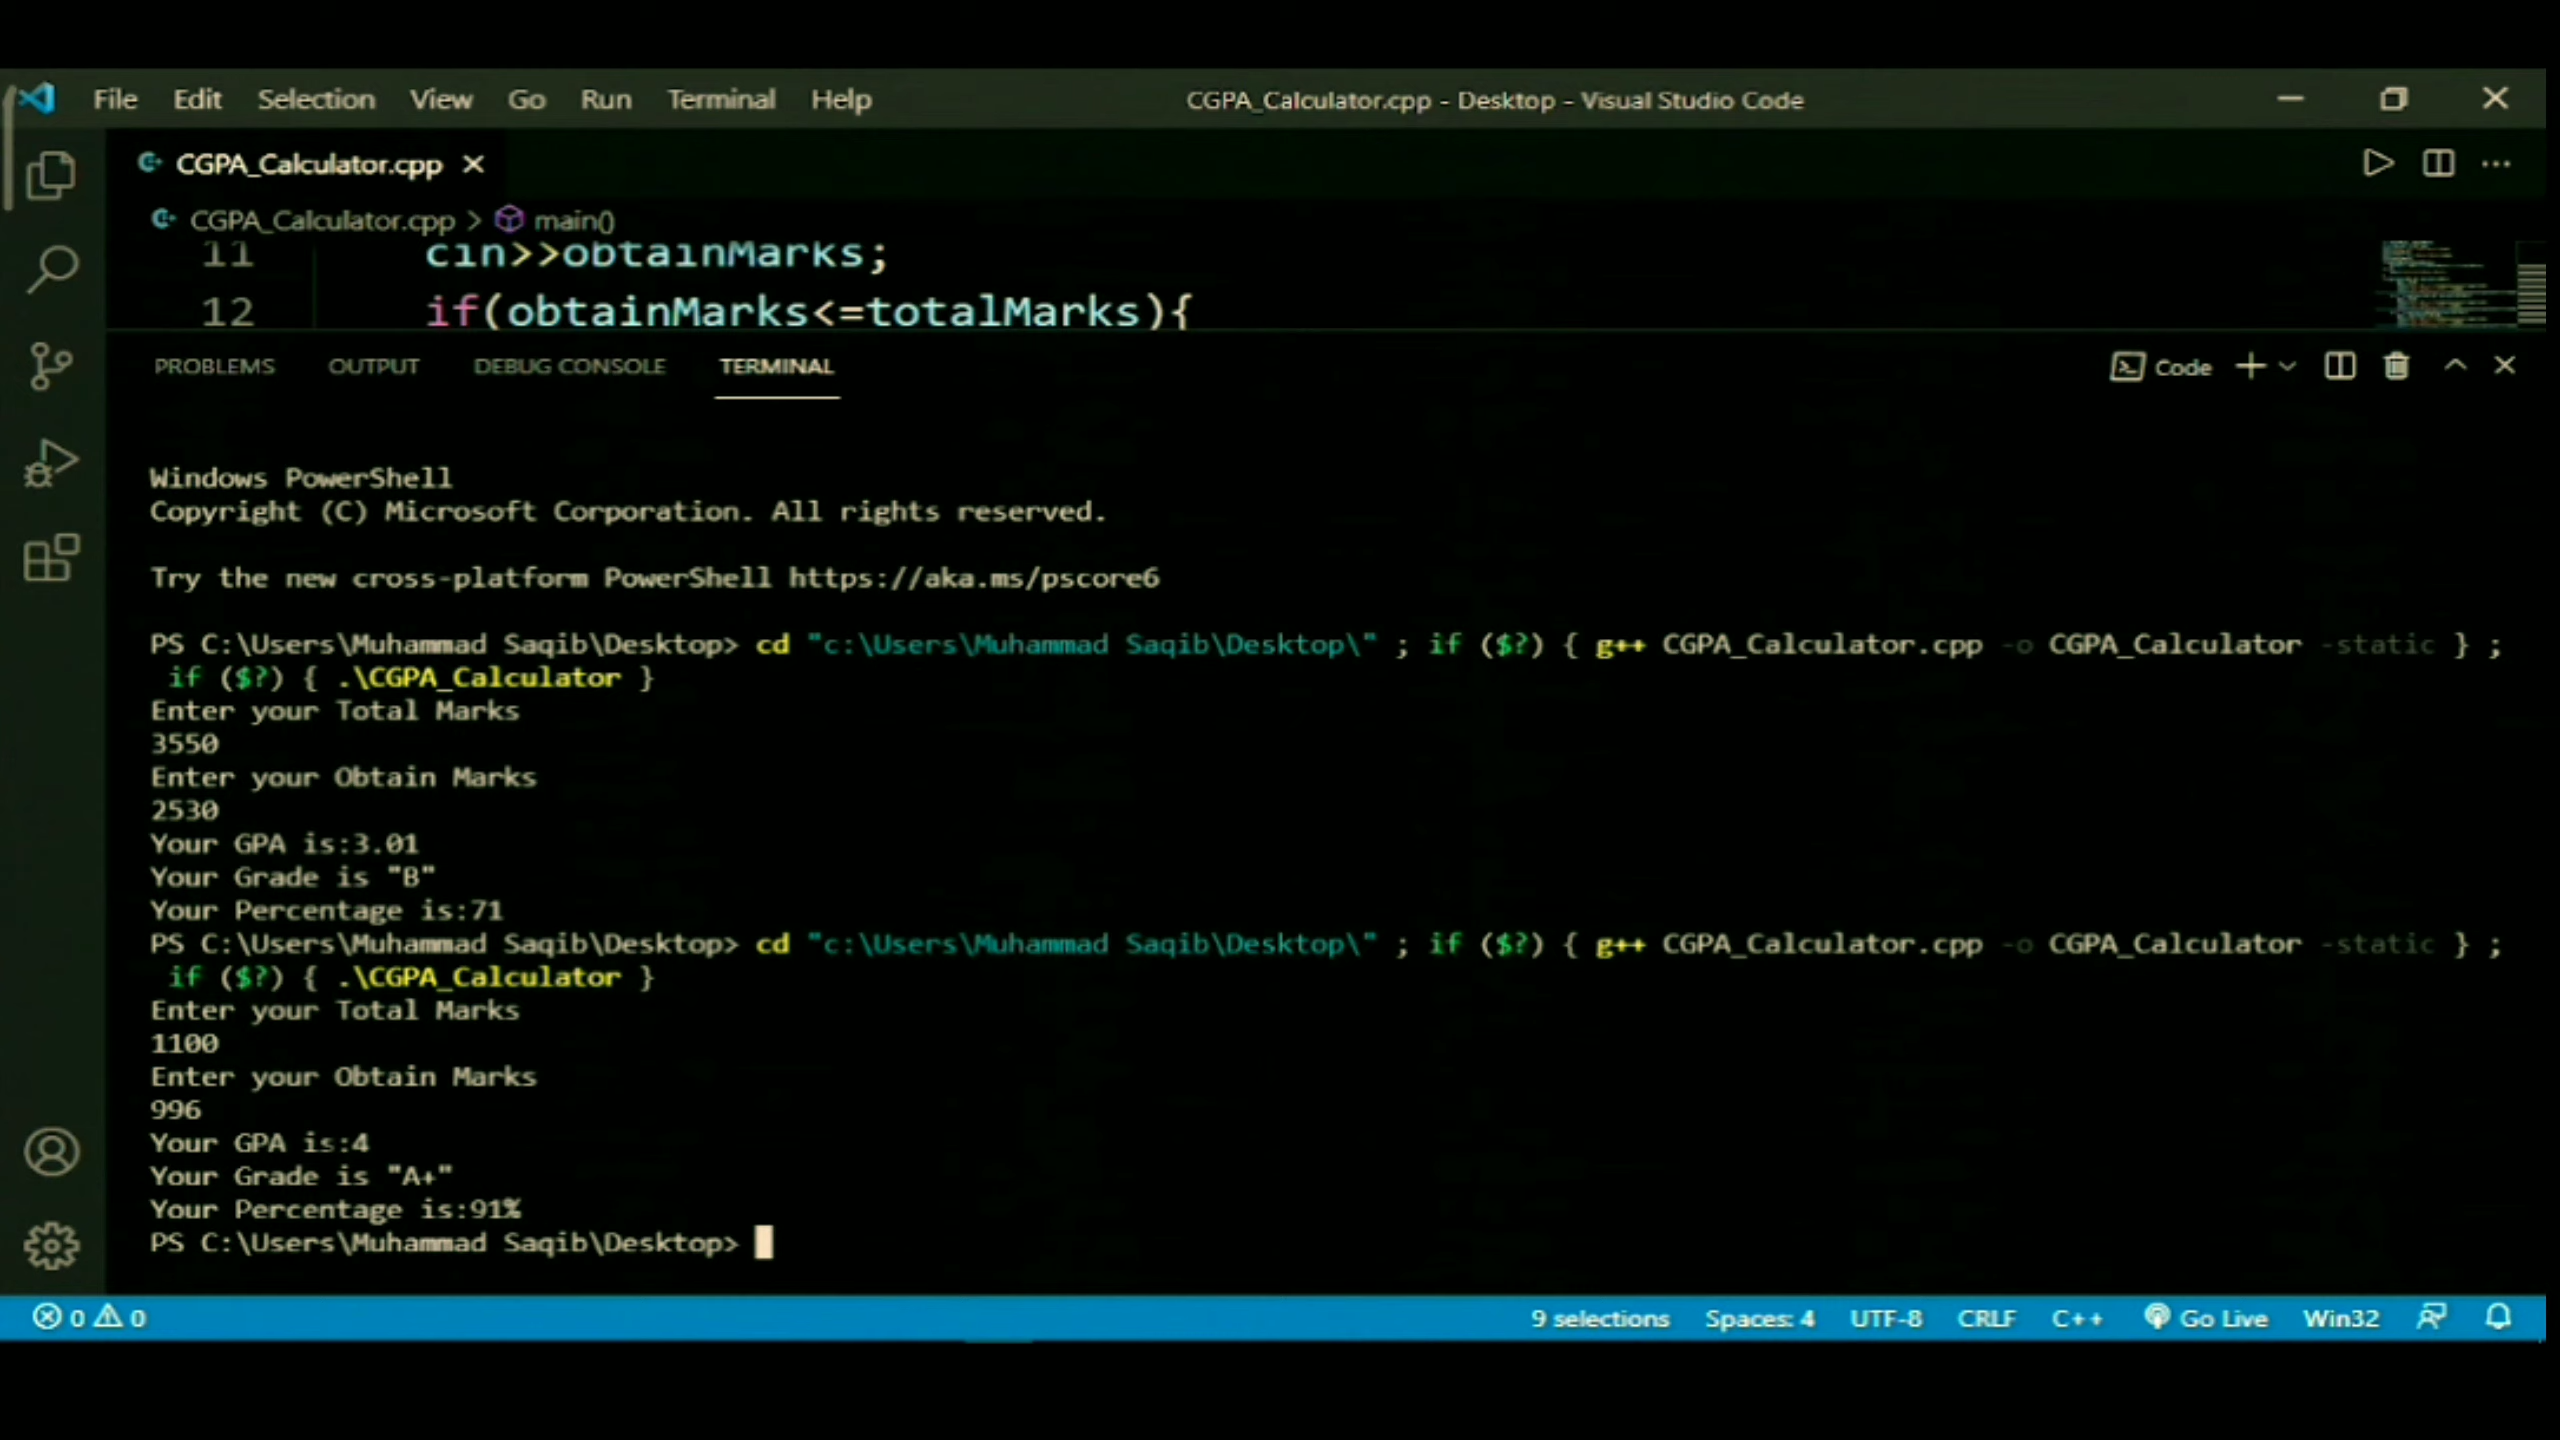 File Edit Selection View Go Run Terminal Help CGPA_Calculator.cpp - Desktop - Visual Studio Code
CGPA_Calculator.cpp
CGPA_Calculator.cpp > main()
11 cin>>obtainMarks;
12 if(obtainMarks<=totalMarks){
PROBLEMS OUTPUT DEBUG CONSOLE TERMINAL Code
Windows PowerShell
Copyright (C) Microsoft Corporation. All rights reserved.
Try the new cross-platform PowerShell https://aka.ms/pscore6
PS C:\Users\Muhammad Saqib\Desktop> cd "c:\Users\Muhammad Saqib\Desktop\" ; if ($?) { g++ CGPA_Calculator.cpp -o CGPA_Calculator -static } ;
if ($?) { .\CGPA_Calculator }
Enter your Total Marks
3550
Enter your Obtain Marks
2530
Your GPA is:3.01
Your Grade is "B"
Your Percentage is:71
PS C:\Users\Muhammad Saqib\Desktop> cd "c:\Users\Muhammad Saqib\Desktop\" ; if ($?) { g++ CGPA_Calculator.cpp -o CGPA_Calculator -static } ;
if ($?) { .\CGPA_Calculator }
Enter your Total Marks
1100
Enter your Obtain Marks
996
Your GPA is:4
Your Grade is "A+"
Your Percentage is:91%
PS C:\Users\Muhammad Saqib\Desktop>
0 0 9 selections Spaces: 4 UTF-8 CRLF C++ Go Live Win32